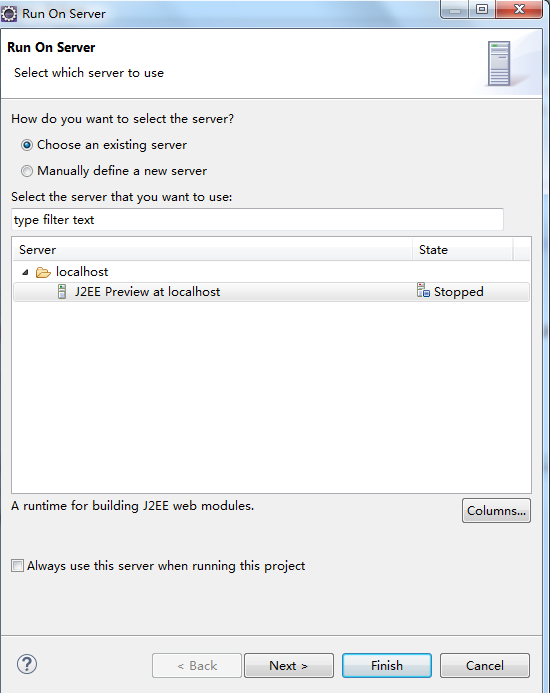 Run On Server
Run On Server
Select which server to use
How do you want to select the server?
Choose an existing server
Manually define a new server
Select the server that you want to use:
type filter text
Server State
localhost
J2EE Preview at localhost Stopped
A runtime for building J2EE web modules.
Columns...
Always use this server when running this project
? < Back Next > Finish Cancel